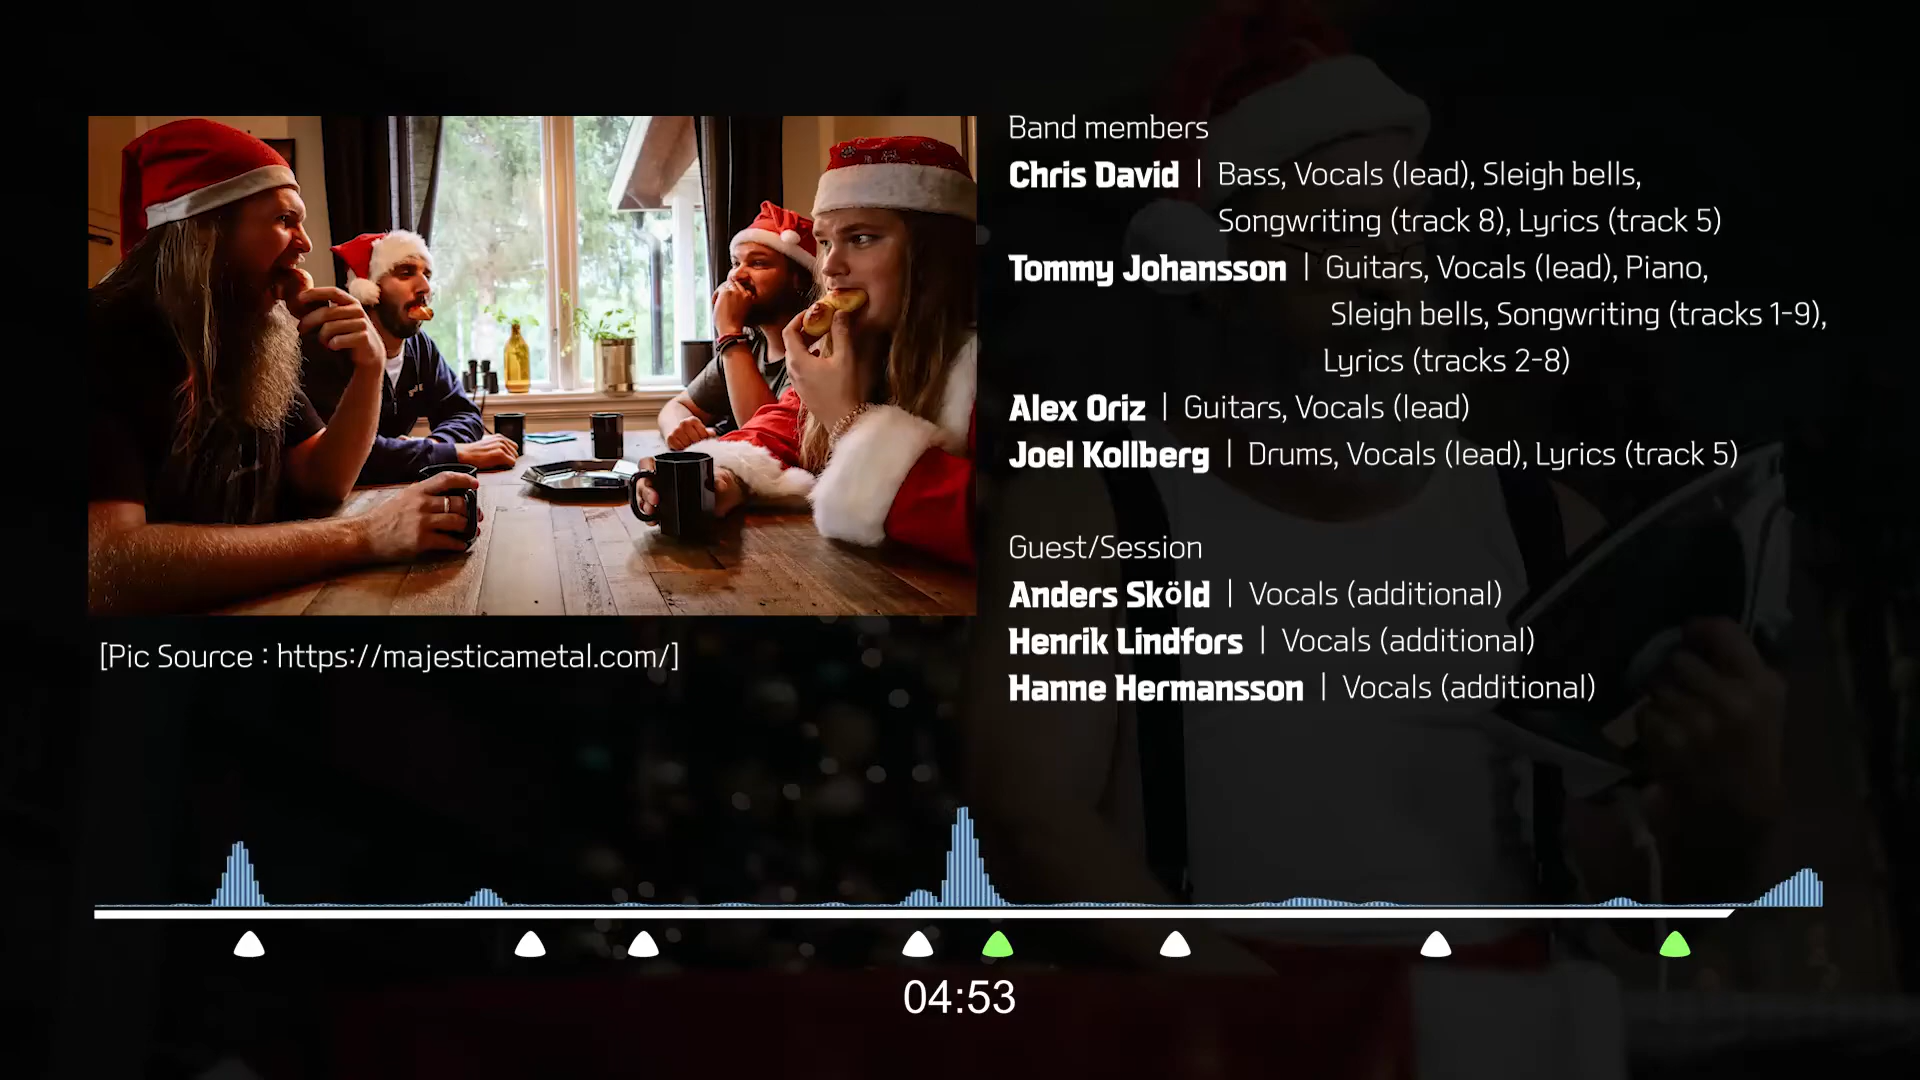 Band members
Chris David | Bass, Vocals (lead), Sleigh bells,
Songwriting (track 8), Lyrics (track 5)
Tommy Johansson | Guitars, Vocals (lead), Piano,
Sleigh bells, Songwriting (tracks 1-9),
Lyrics (tracks 2-8)
Alex Oriz | Guitars, Vocals (lead)
Joel Kollberg | Drums, Vocals (lead), Lyrics (track 5)
Guest/Session
Anders Sköld | Vocals (additional)
Henrik Lindfors | Vocals (additional)
Hanne Hermansson | Vocals (additional)
[Pic Source : https://majesticametal.com/]
04:53